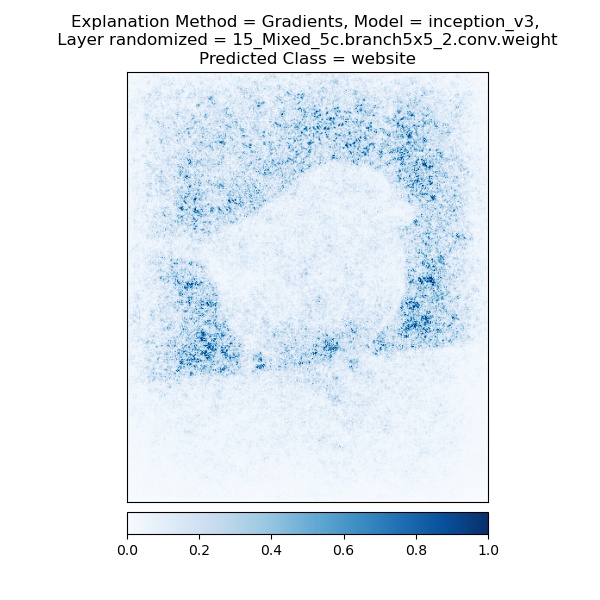 Explanation Method = Gradients, Model = inception_v3,
Layer randomized = 15_Mixed_5c.branch5x5_2.conv.weight
Predicted Class = website
0.0 0.2 0.4 0.6 0.8 1.0